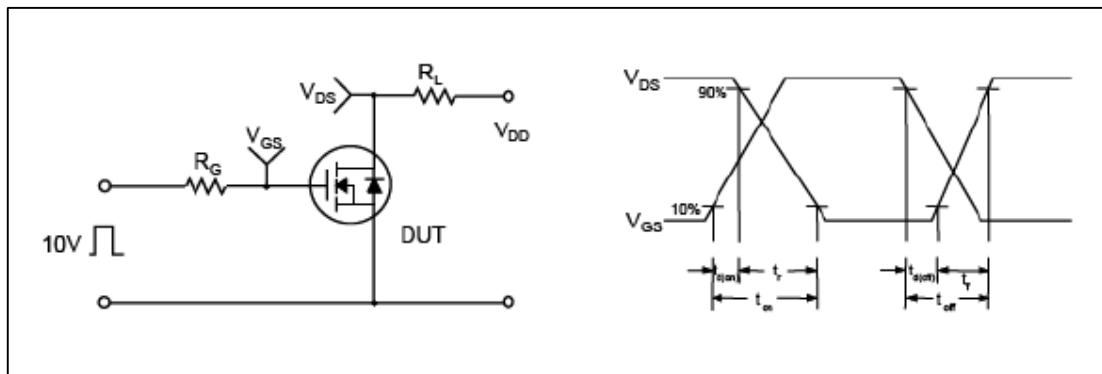 R_L
V_DS
V_DD
V_GS
R_G
10V
DUT
V_DS
90%
10%
V_GS
t_d(on)
t_r
t_on
t_d(off)
t_f
t_off